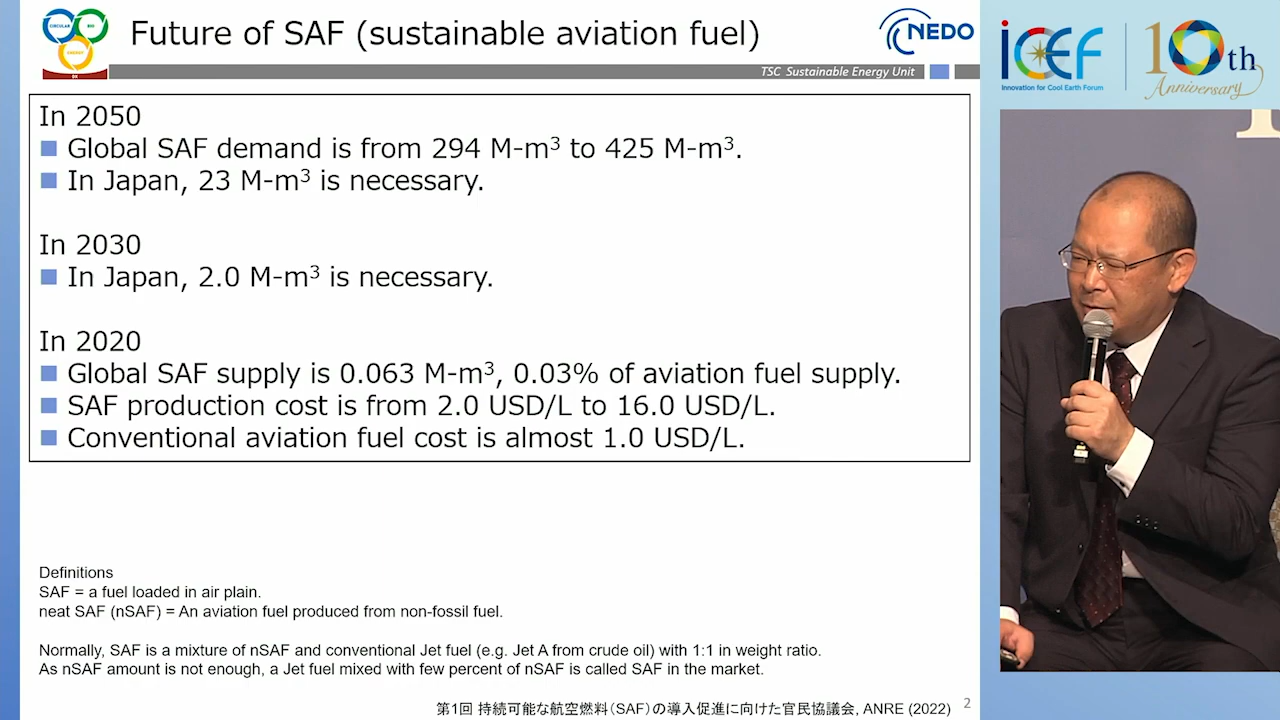 CIRCULAR
BIO
ENERGY
Future of SAF (sustainable aviation fuel)
NEDO
TSC Sustainable Energy Unit
In 2050
■ Global SAF demand is from 294 M-m³ to 425 M-m³.
■ In Japan, 23 M-m³ is necessary.
In 2030
■ In Japan, 2.0 M-m³ is necessary.
In 2020
■ Global SAF supply is 0.063 M-m³, 0.03% of aviation fuel supply.
■ SAF production cost is from 2.0 USD/L to 16.0 USD/L.
■ Conventional aviation fuel cost is almost 1.0 USD/L.
Definitions
SAF = a fuel loaded in air plain.
neat SAF (nSAF) = An aviation fuel produced from non-fossil fuel.
Normally, SAF is a mixture of nSAF and conventional Jet fuel (e.g. Jet A from crude oil) with 1:1 in weight ratio.
As nSAF amount is not enough, a Jet fuel mixed with few percent of nSAF is called SAF in the market.
第1回 持続可能な航空燃料（SAF）の導入促進に向けた官民協議会, ANRE (2022)
2
ICEF
Innovation for Cool Earth Forum
10th
Anniversary